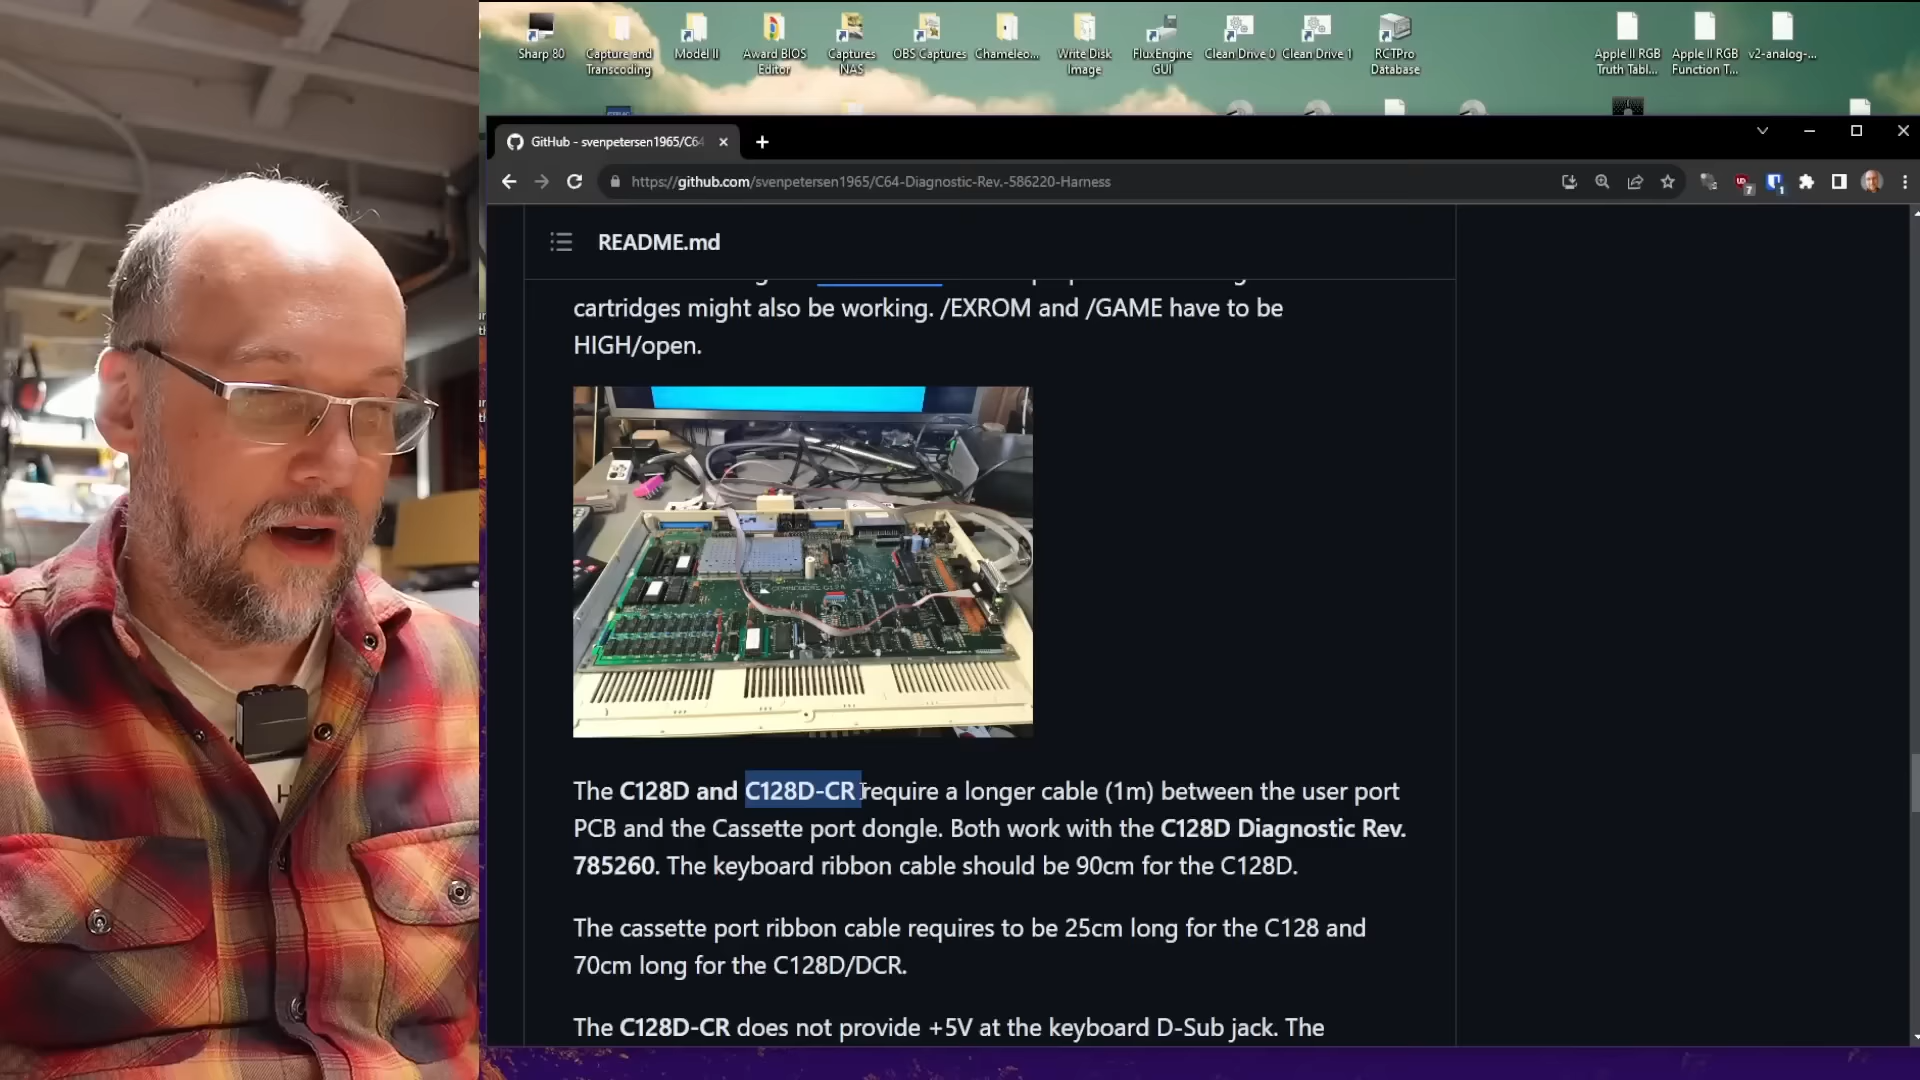 Sharp 80
Capture and Transcoding
Model II
Award BIOS Editor
Captures NAS
OBS Captures
Chameleo...
Write Disk Image
FluxEngine GUI
Clean Drive 0
Clean Drive 1
RCTPro Database
Apple II RGB Truth Tabl...
Apple II RGB Function T...
v2-analog-...
GitHub - svenpetersen1965/C64
https://github.com/svenpetersen1965/C64-Diagnostic-Rev.-586220-Harness
README.md
cartridges might also be working. /EXROM and /GAME have to be
HIGH/open.
The C128D and C128D-CR require a longer cable (1m) between the user port
PCB and the Cassette port dongle. Both work with the C128D Diagnostic Rev.
785260. The keyboard ribbon cable should be 90cm for the C128D.
The cassette port ribbon cable requires to be 25cm long for the C128 and
70cm long for the C128D/DCR.
The C128D-CR does not provide +5V at the keyboard D-Sub jack. The
H